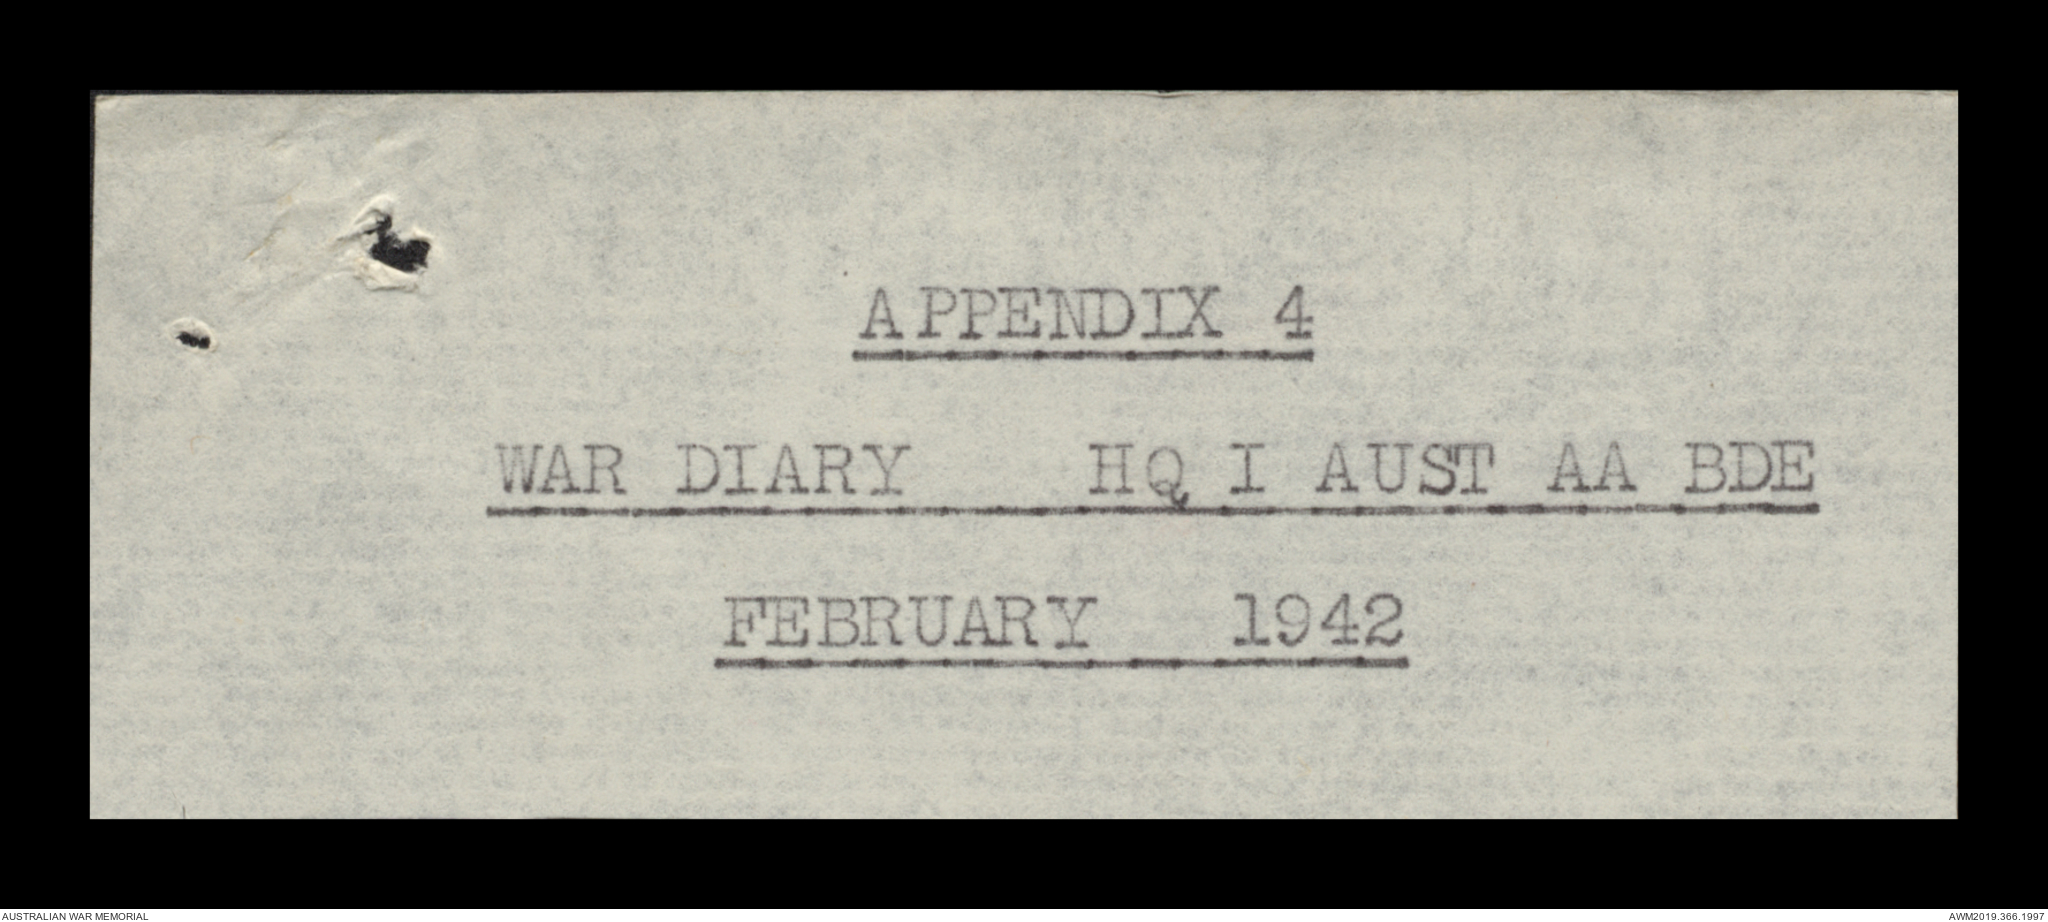 APPENDIX 4
WAR DIARY HQ I AUST AA BDE
FEBRUARY 1942
AUSTRALIAN WAR MEMORIAL
AWM2019.366.1997